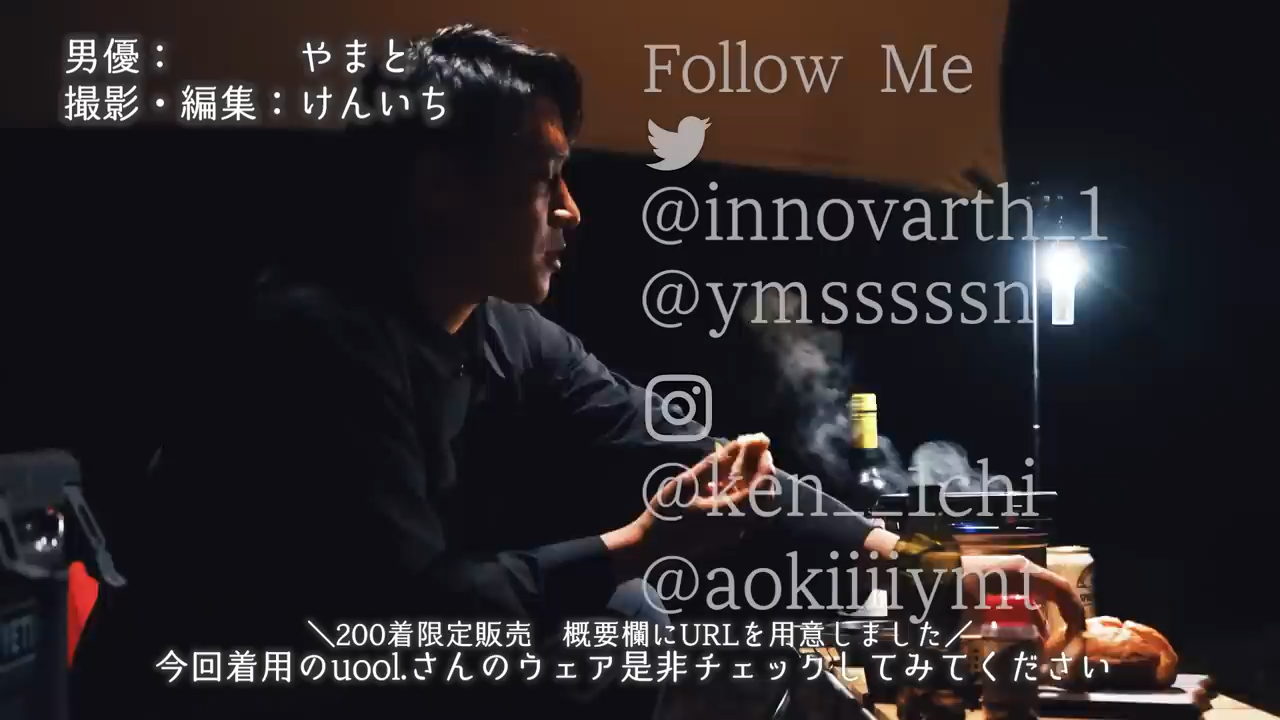 男優：　　　やまと
撮影・編集：けんいち
Follow Me
@innovarth_1
@ymsssssn
@ken__1chi
@aokiiiiymt
＼200着限定販売　概要欄にURLを用意しました／
今回着用のuool.さんのウェア是非チェックしてみてください
YETI